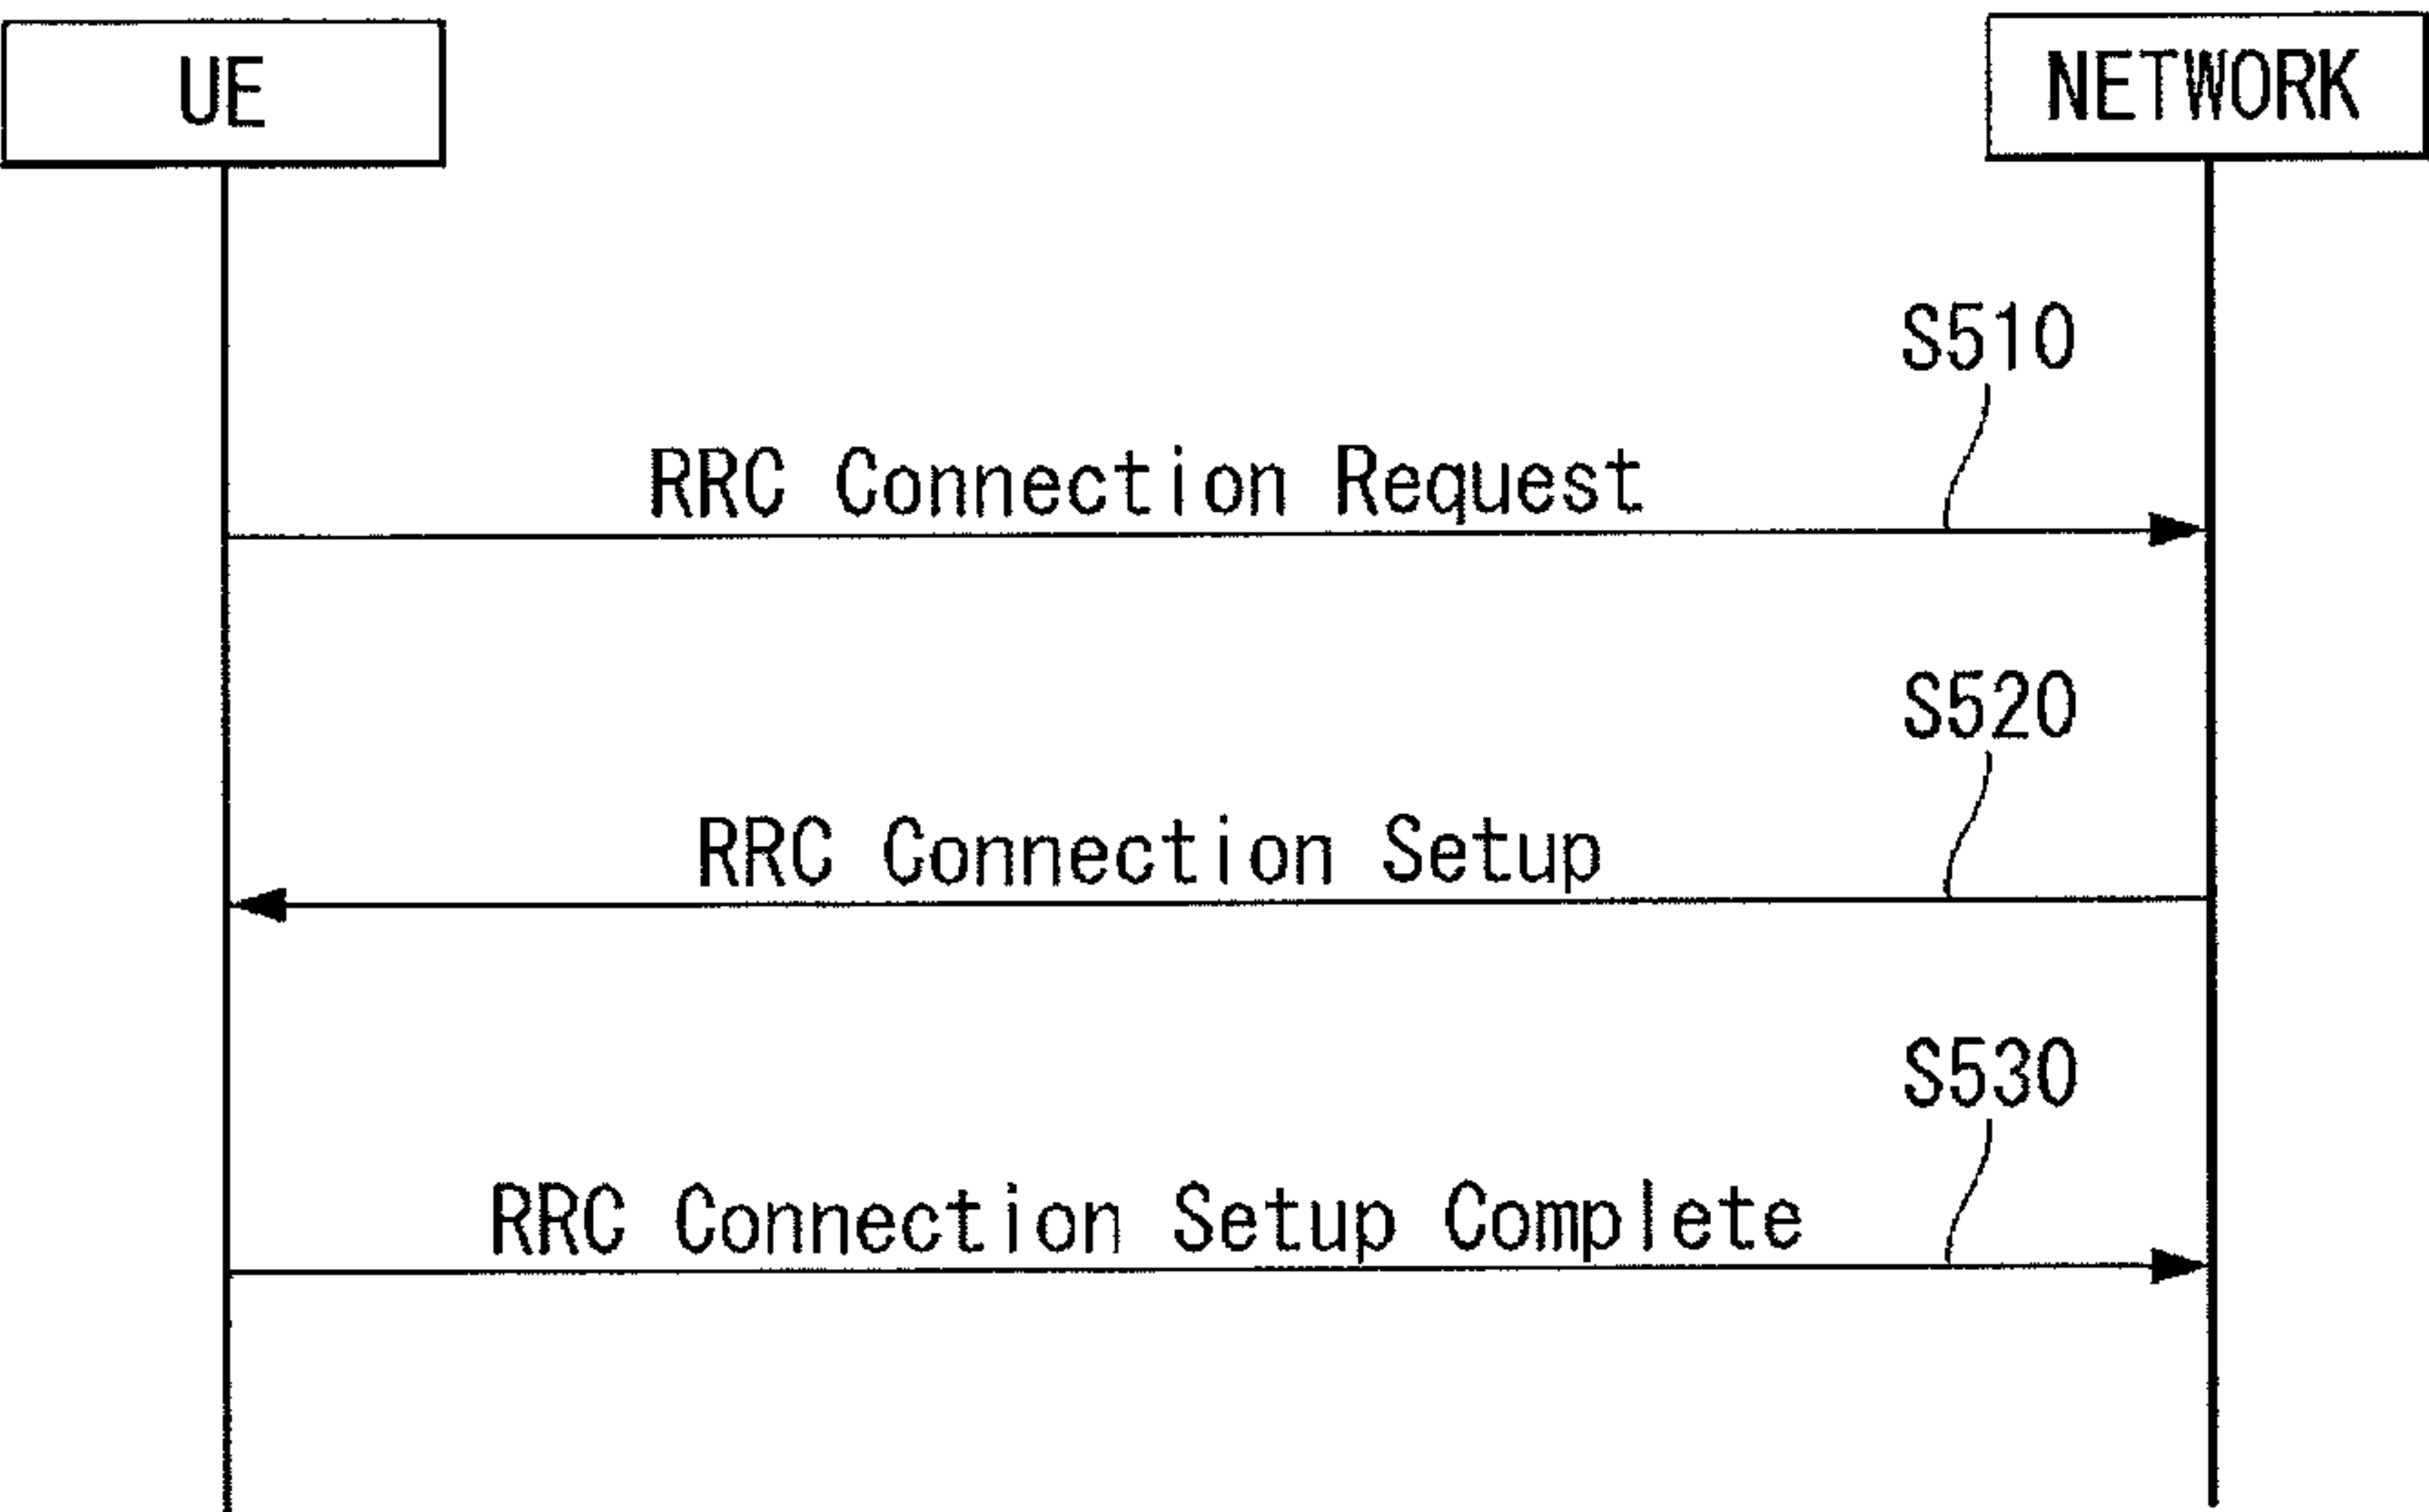 UE
NETWORK
S510
RRC Connection Request
S520
RRC Connection Setup
S530
RRC Connection Setup Complete